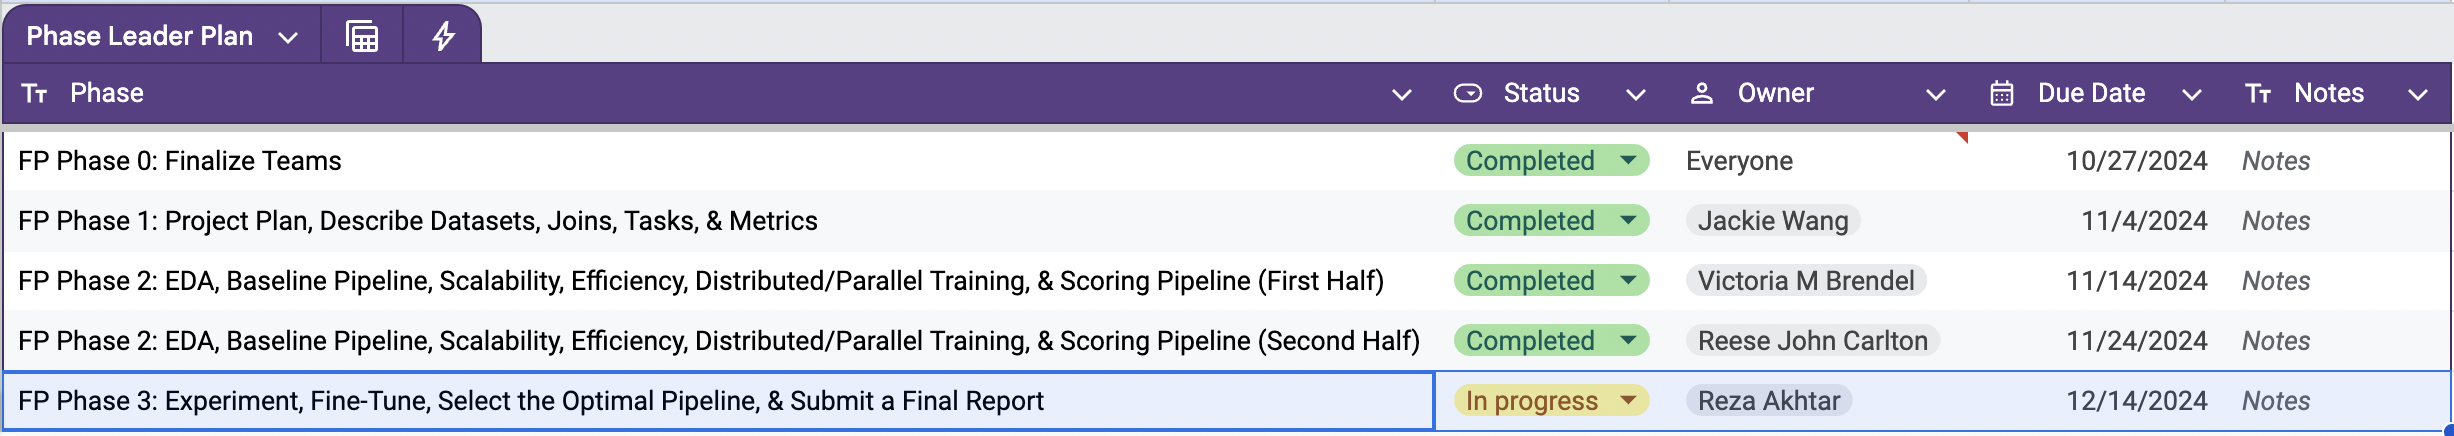 Phase Leader Plan
Phase Status Owner Due Date Notes
FP Phase 0: Finalize Teams Completed Everyone 10/27/2024 Notes
FP Phase 1: Project Plan, Describe Datasets, Joins, Tasks, & Metrics Completed Jackie Wang 11/4/2024 Notes
FP Phase 2: EDA, Baseline Pipeline, Scalability, Efficiency, Distributed/Parallel Training, & Scoring Pipeline (First Half) Completed Victoria M Brendel 11/14/2024 Notes
FP Phase 2: EDA, Baseline Pipeline, Scalability, Efficiency, Distributed/Parallel Training, & Scoring Pipeline (Second Half) Completed Reese John Carlton 11/24/2024 Notes
FP Phase 3: Experiment, Fine-Tune, Select the Optimal Pipeline, & Submit a Final Report In progress Reza Akhtar 12/14/2024 Notes